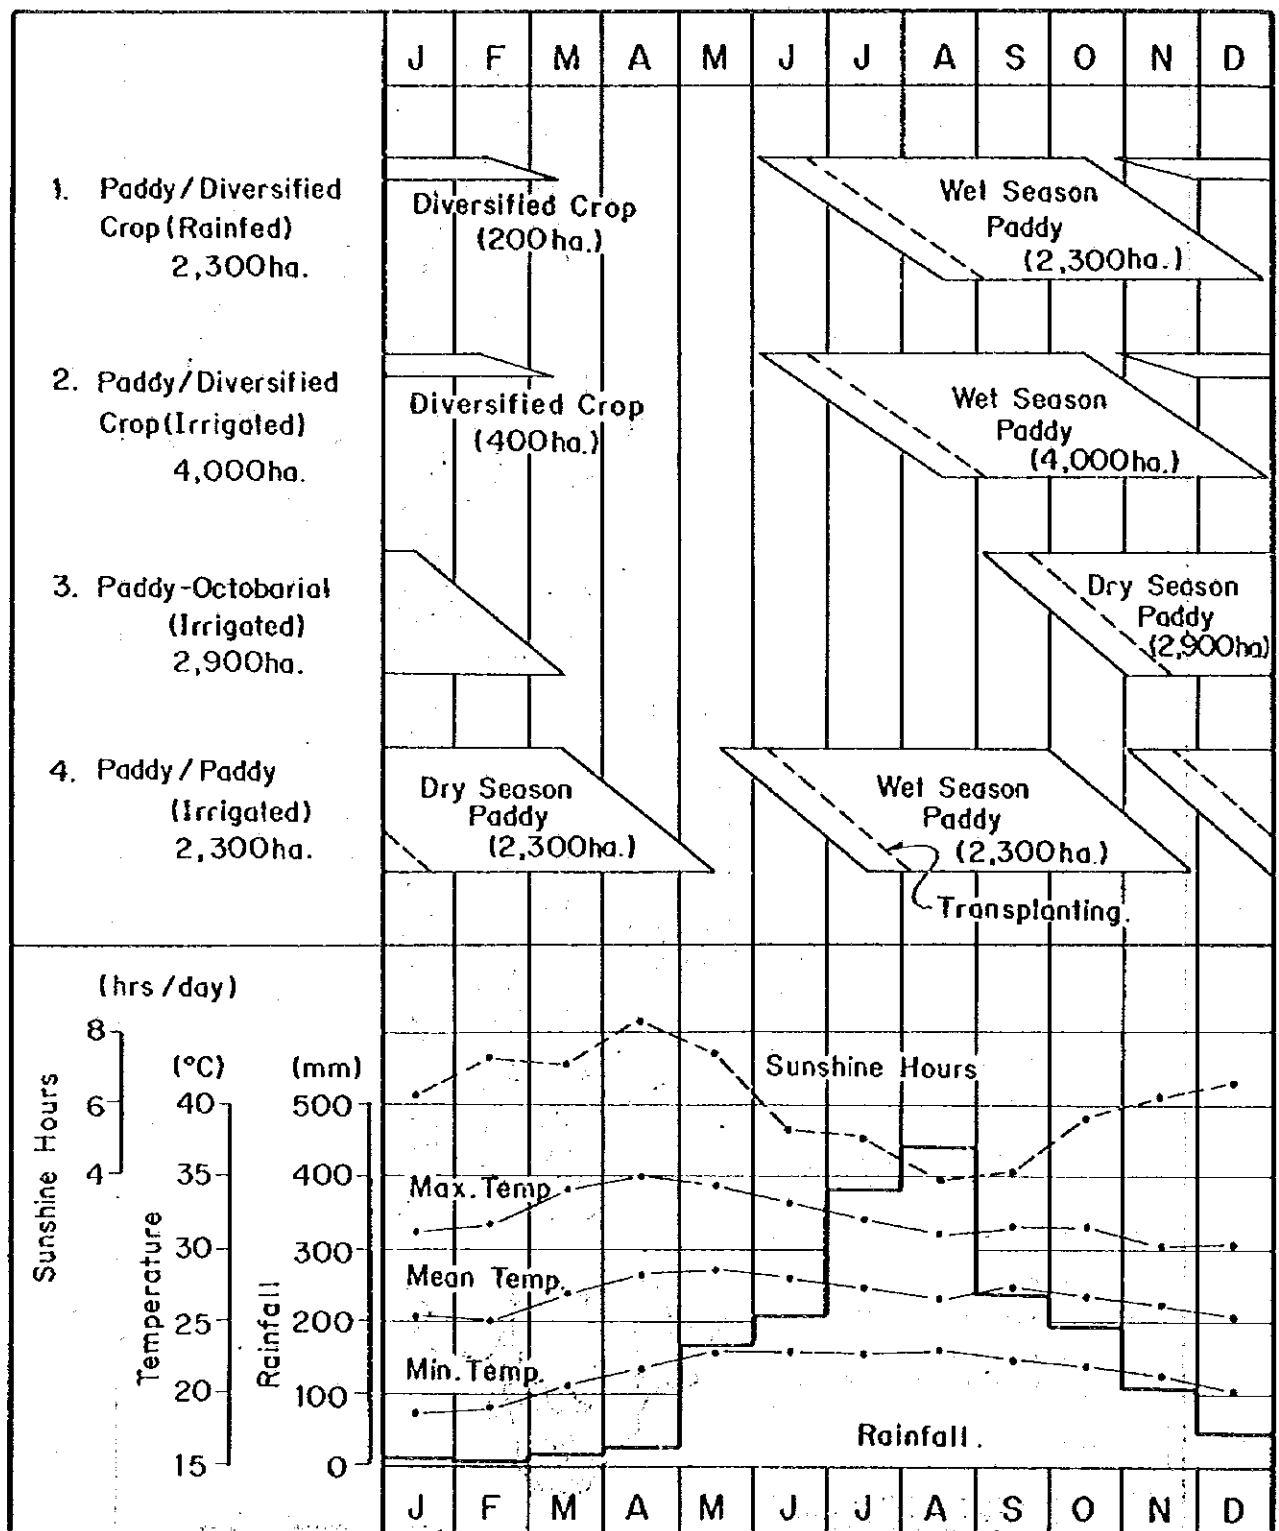 J F M A M J J A S O N D
1. Paddy/Diversified
Crop (Rainfed)
2,300ha.
Diversified Crop
(200ha.)
Wet Season
Paddy
(2,300ha.)
2. Paddy/Diversified
Crop (Irrigated)
4,000ha.
Diversified Crop
(400ha.)
Wet Season
Paddy
(4,000ha.)
3. Paddy-Octobarial
(Irrigated)
2,900ha.
Dry Season
Paddy
(2,900ha)
4. Paddy/Paddy
(Irrigated)
2,300ha.
Dry Season
Paddy
(2,300ha.)
Wet Season
Paddy
(2,300ha.)
Transplanting.
(hrs/day)
8
6
4
Sunshine Hours
(°C)
40
35
30
25
20
15
Temperature
(mm)
500
400
300
200
100
0
Rainfall
Sunshine Hours
Max. Temp
Mean Temp.
Min. Temp.
Rainfall.
J F M A M J J A S O N D